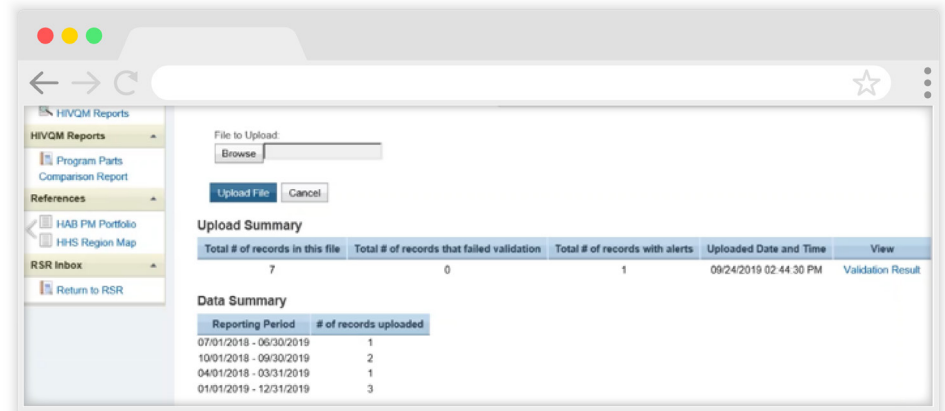 HIVQM Reports
HIVQM Reports
Program Parts
Comparison Report
References
HAB PM Portfolio
HHS Region Map
RSR Inbox
Return to RSR
File to Upload:
Browse
Upload File Cancel
Upload Summary
Total # of records in this file Total # of records that failed validation Total # of records with alerts Uploaded Date and Time View
7 0 1 09/24/2019 02:44:30 PM Validation Result
Data Summary
Reporting Period # of records uploaded
07/01/2018 - 06/30/2019 1
10/01/2018 - 09/30/2019 2
04/01/2018 - 03/31/2019 1
01/01/2019 - 12/31/2019 3